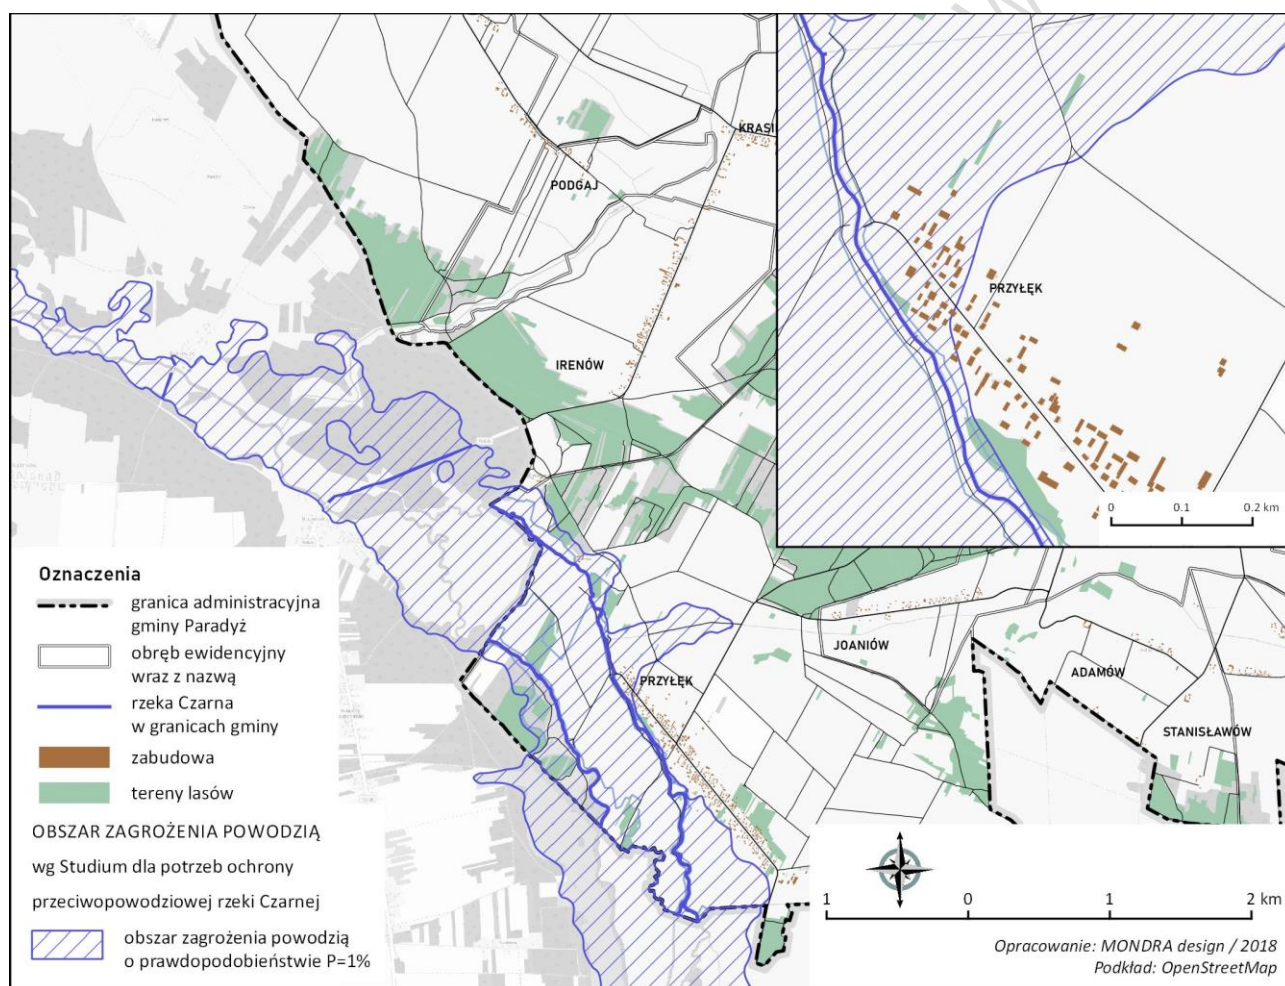 KRASI
PODGAJ
IRENÓW
PRZYŁĘK
0 0.1 0.2 km
PRZYŁĘK
JOANIÓW
ADAMÓW
STANISŁAWÓW
Oznaczenia
granica administracyjna
gminy Paradyż
obręb ewidencyjny
wraz z nazwą
rzeka Czarna
w granicach gminy
zabudowa
tereny lasów
OBSZAR ZAGROŻENIA POWODZIĄ
wg Studium dla potrzeb ochrony
przeciwopowodziowej rzeki Czarnej
obszar zagrożenia powodzią
o prawdopodobieństwie P=1%
1 0 1 2 km
Opracowanie: MONDRA design / 2018
Podkład: OpenStreetMap